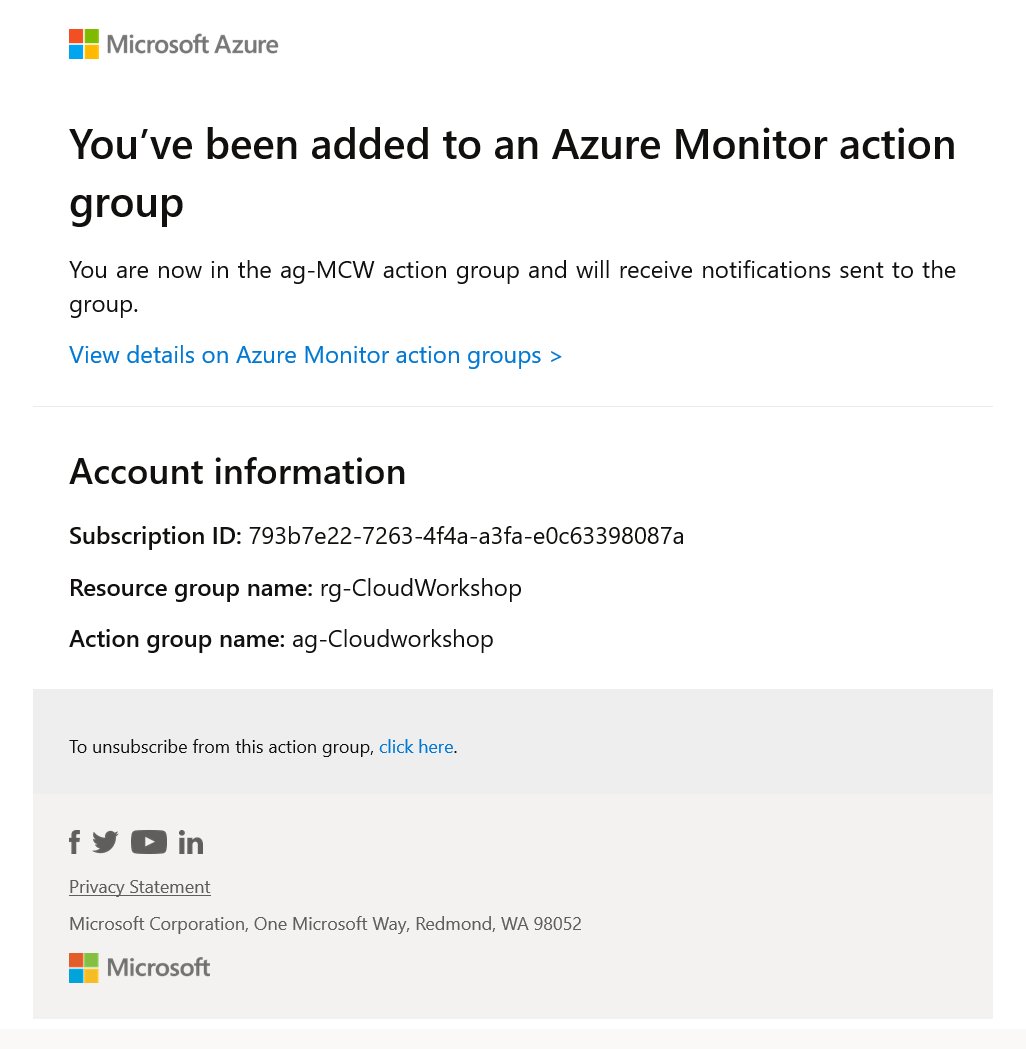 Microsoft Azure
You’ve been added to an Azure Monitor action
group
You are now in the ag-MCW action group and will receive notifications sent to the
group.
View details on Azure Monitor action groups >
Account information
Subscription ID: 793b7e22-7263-4f4a-a3fa-e0c63398087a
Resource group name: rg-CloudWorkshop
Action group name: ag-Cloudworkshop
To unsubscribe from this action group, click here.
Privacy Statement
Microsoft Corporation, One Microsoft Way, Redmond, WA 98052
Microsoft